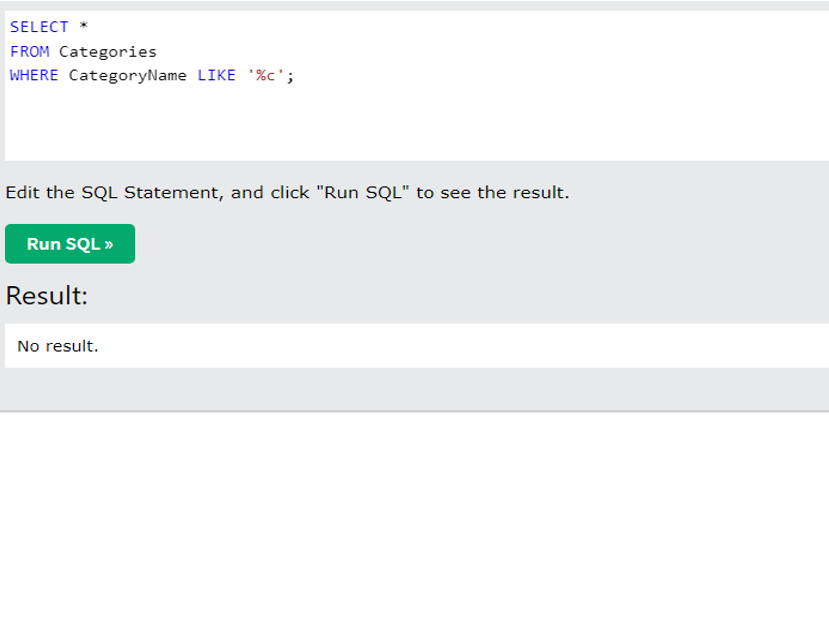 SELECT *
FROM Categories
WHERE CategoryName LIKE '%c';
Edit the SQL Statement, and click "Run SQL" to see the result.
Run SQL »
Result:
No result.